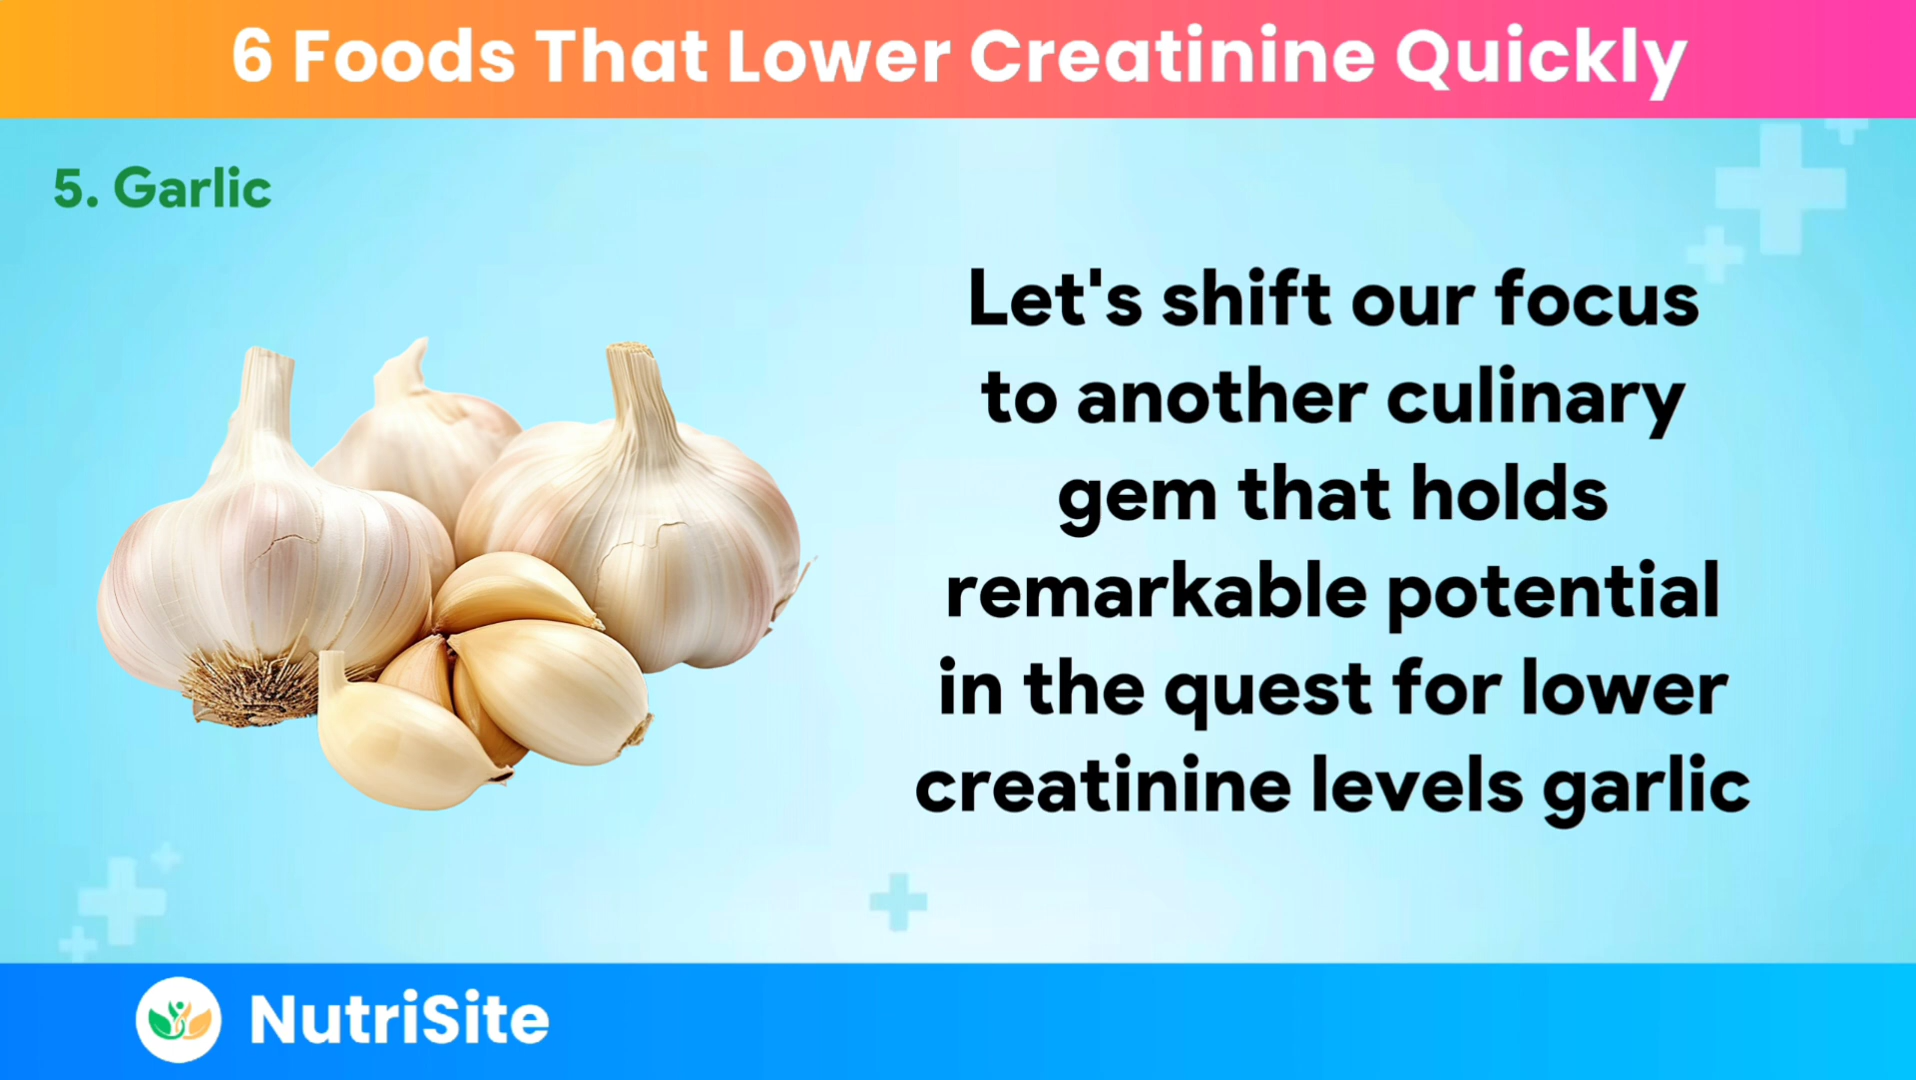 6 Foods That Lower Creatinine Quickly
5. Garlic
Let's shift our focus
to another culinary
gem that holds
remarkable potential
in the quest for lower
creatinine levels garlic
NutriSite